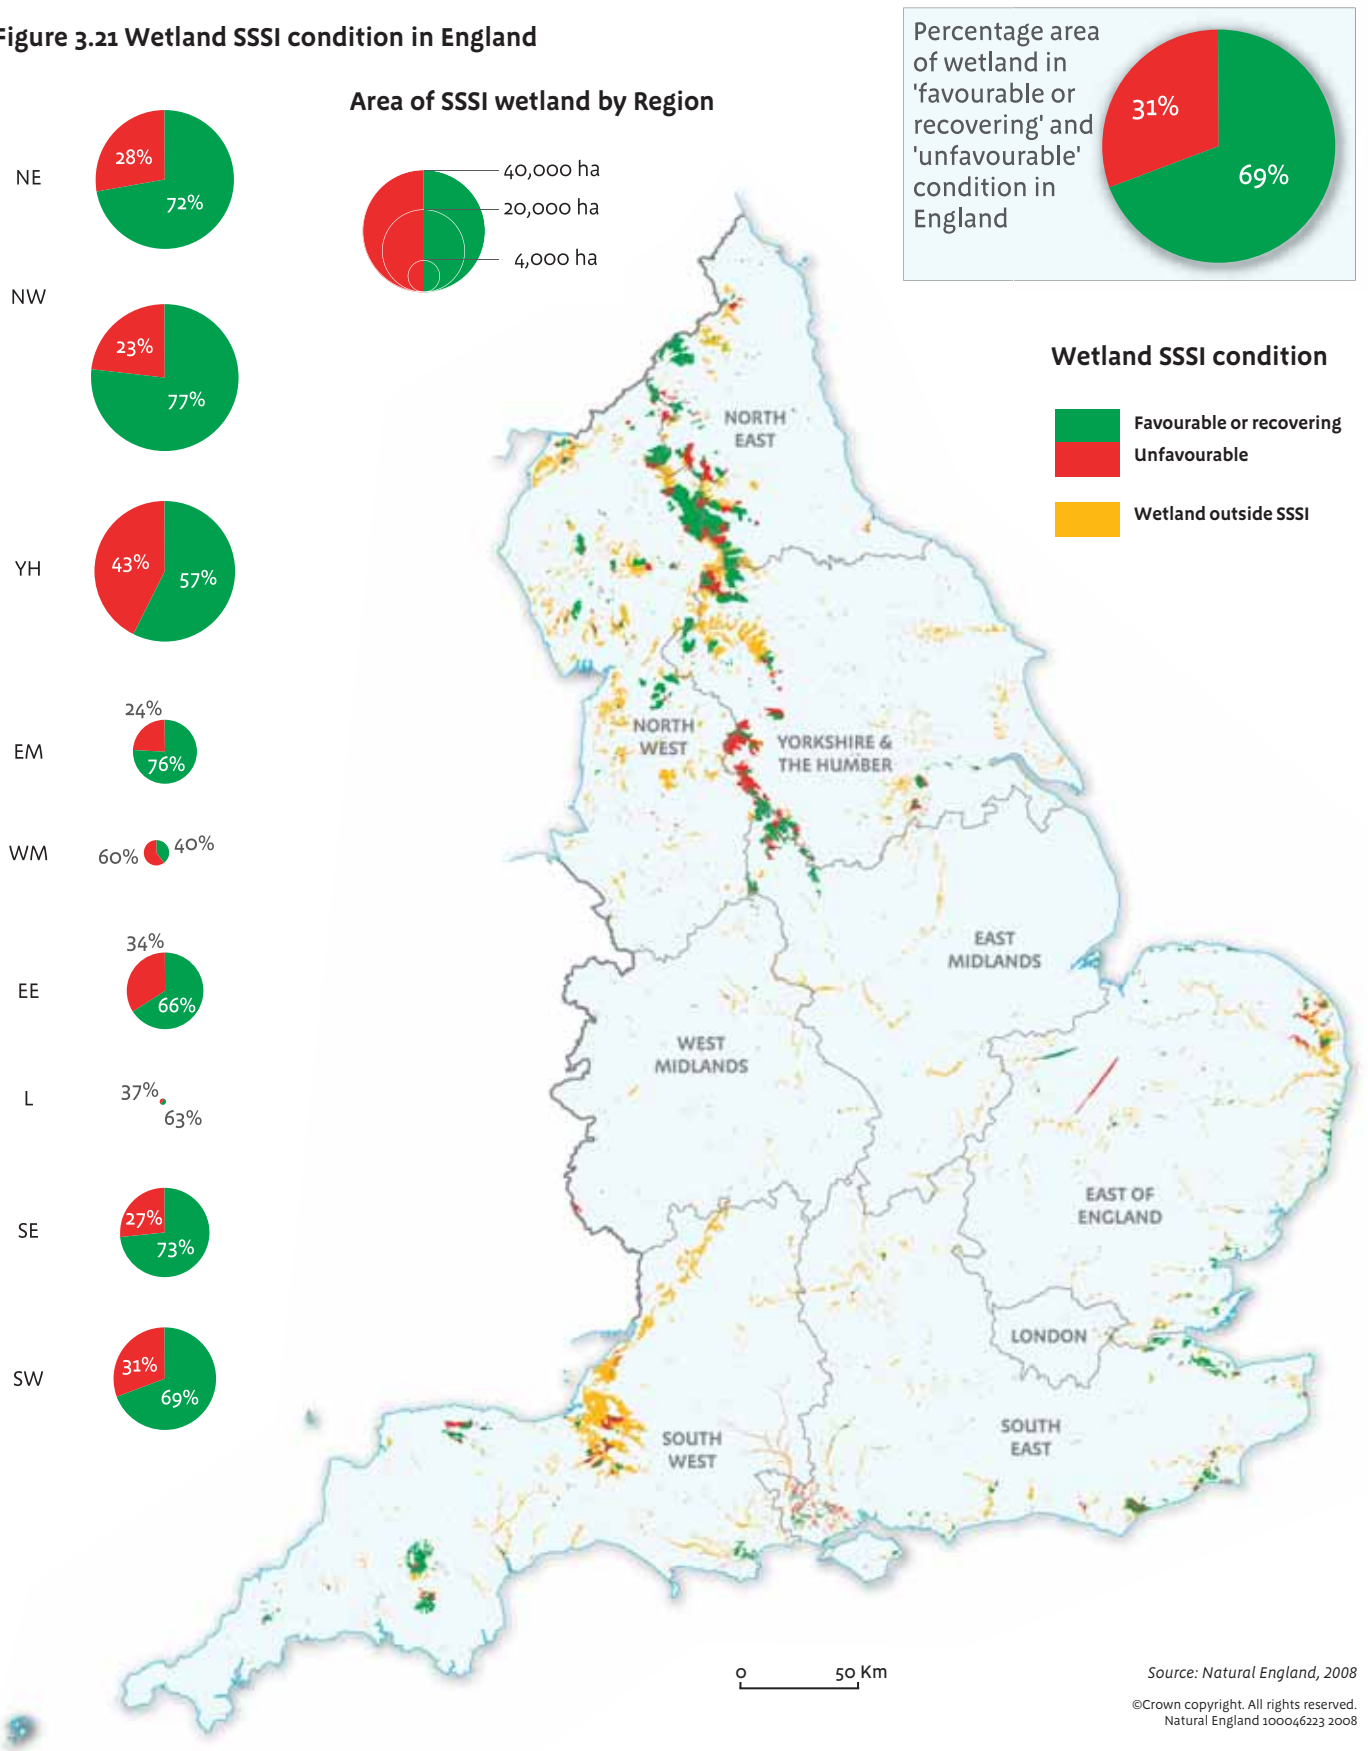 Figure 3.21 Wetland SSSI condition in England
Percentage area
of wetland in
'favourable or
recovering' and
'unfavourable'
condition in
England
31%
69%
Area of SSSI wetland by Region
40,000 ha
20,000 ha
4,000 ha
NE
28%
72%
NW
23%
77%
YH
43%
57%
EM
24%
76%
WM
60%
40%
EE
34%
66%
L
37%
63%
SE
27%
73%
SW
31%
69%
Wetland SSSI condition
Favourable or recovering
Unfavourable
Wetland outside SSSI
NORTH
EAST
NORTH
WEST
YORKSHIRE &
THE HUMBER
EAST
MIDLANDS
WEST
MIDLANDS
EAST OF
ENGLAND
LONDON
SOUTH
EAST
SOUTH
WEST
0 50 Km
Source: Natural England, 2008
©Crown copyright. All rights reserved.
Natural England 100046223 2008